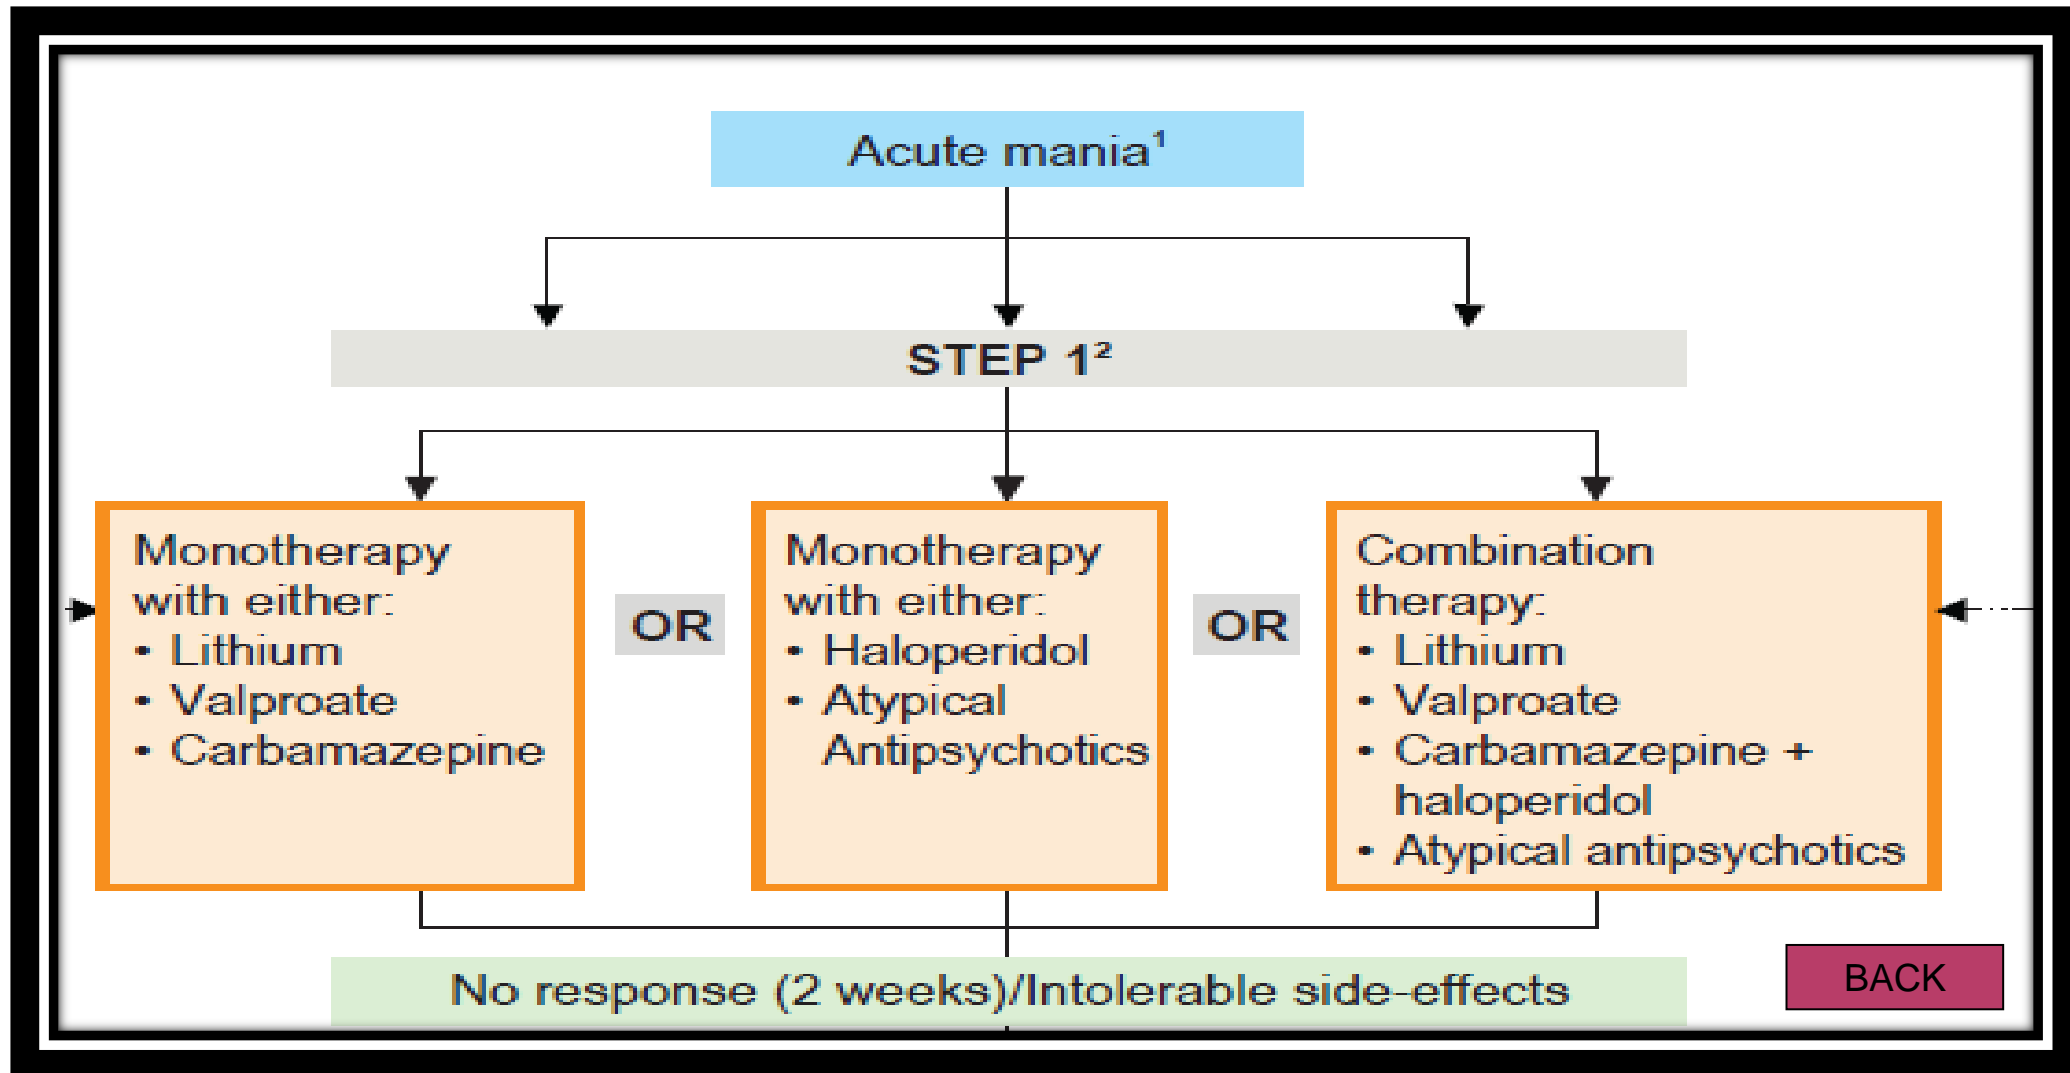 Acute mania¹
STEP 1²
Monotherapy
with either:
• Lithium
• Valproate
• Carbamazepine
OR
Monotherapy
with either:
• Haloperidol
• Atypical
Antipsychotics
OR
Combination
therapy:
• Lithium
• Valproate
• Carbamazepine +
haloperidol
• Atypical antipsychotics
No response (2 weeks)/Intolerable side-effects
BACK